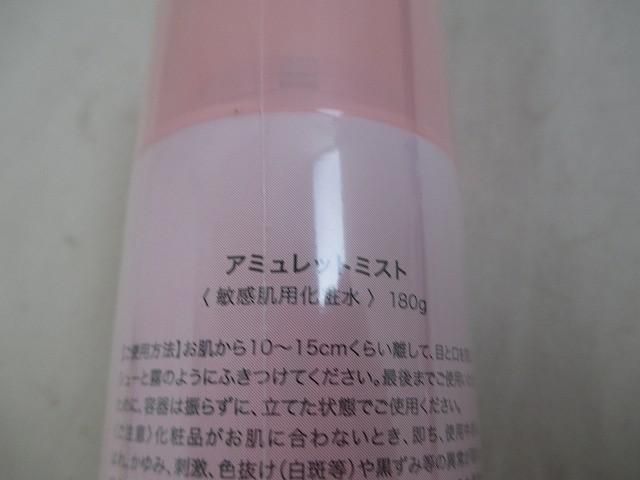 アミュレットミスト
〈 敏感肌用化粧水 〉 180g
ご使用方法】お肌から10〜15cmくらい離して、目と口を
シューと霧のようにふきつけてください。最後までご使用い
ために、容器は振らずに、立てた状態でご使用ください。
ご注意〉化粧品がお肌に合わないとき、即ち、使用中
かゆみ、刺激、色抜け(白斑等)や黒ずみ等の異常が